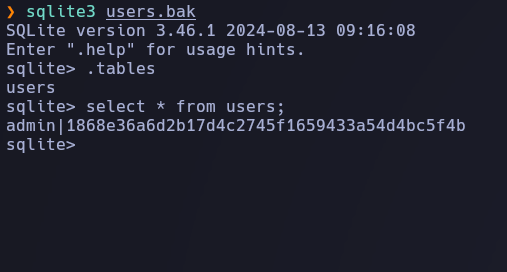 ❯ sqlite3 users.bak
SQLite version 3.46.1 2024-08-13 09:16:08
Enter ".help" for usage hints.
sqlite> .tables
users
sqlite> select * from users;
admin|1868e36a6d2b17d4c2745f1659433a54d4bc5f4b
sqlite>